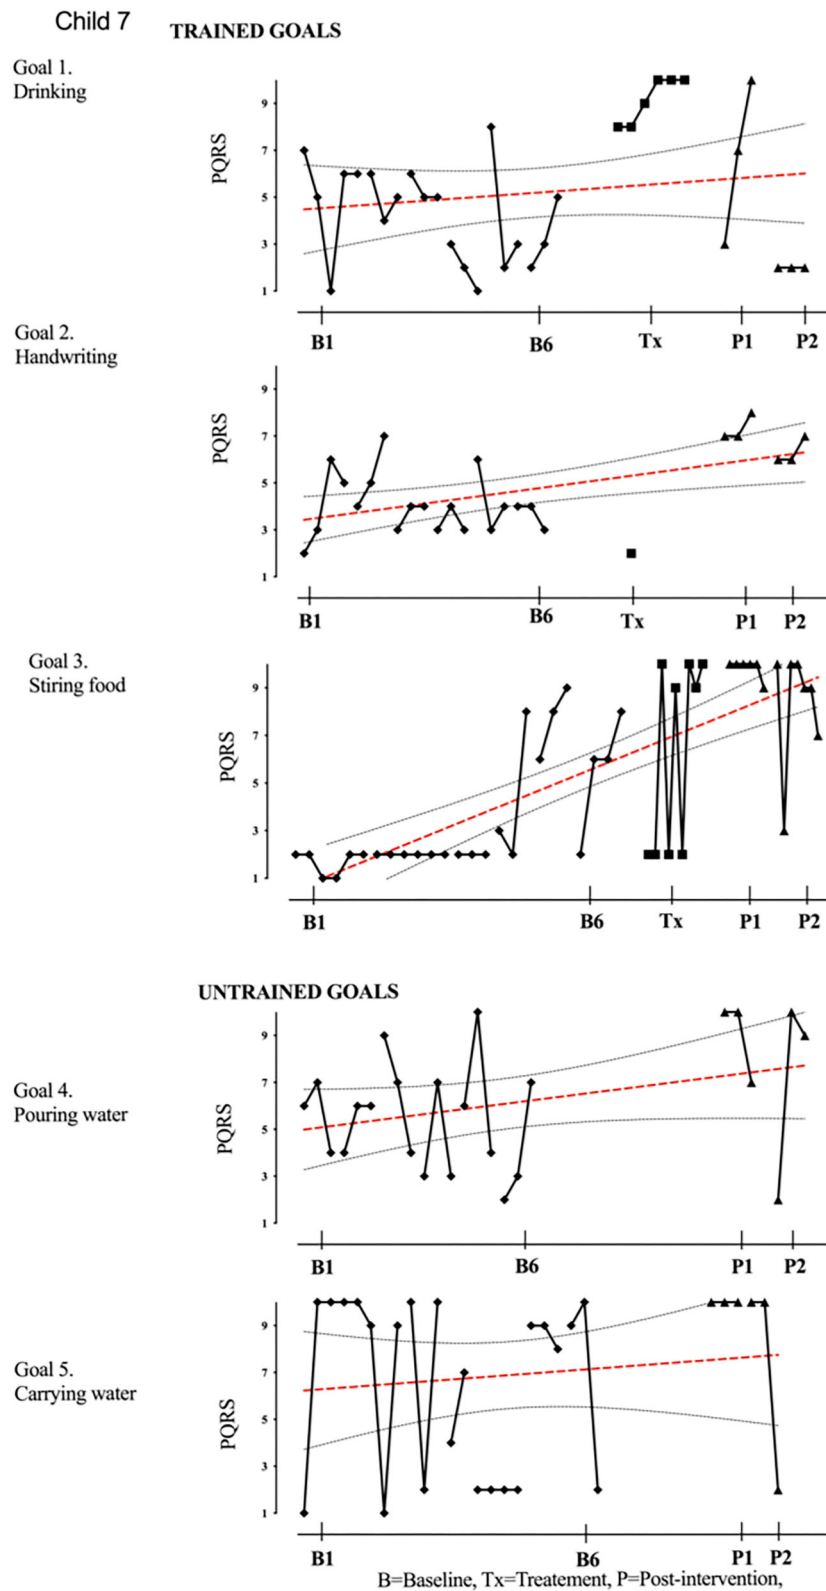 Child 7
TRAINED GOALS
Goal 1.
Drinking
PQRS
9
7
5
3
1
B1 B6 Tx P1 P2
Goal 2.
Handwriting
PQRS
9
7
5
3
1
B1 B6 Tx P1 P2
Goal 3.
Stiring food
PQRS
9
7
5
3
1
B1 B6 Tx P1 P2
UNTRAINED GOALS
Goal 4.
Pouring water
PQRS
9
7
5
3
1
B1 B6 P1 P2
Goal 5.
Carrying water
PQRS
9
7
5
3
1
B1 B6 P1 P2
B=Baseline, Tx=Treatement, P=Post-intervention,